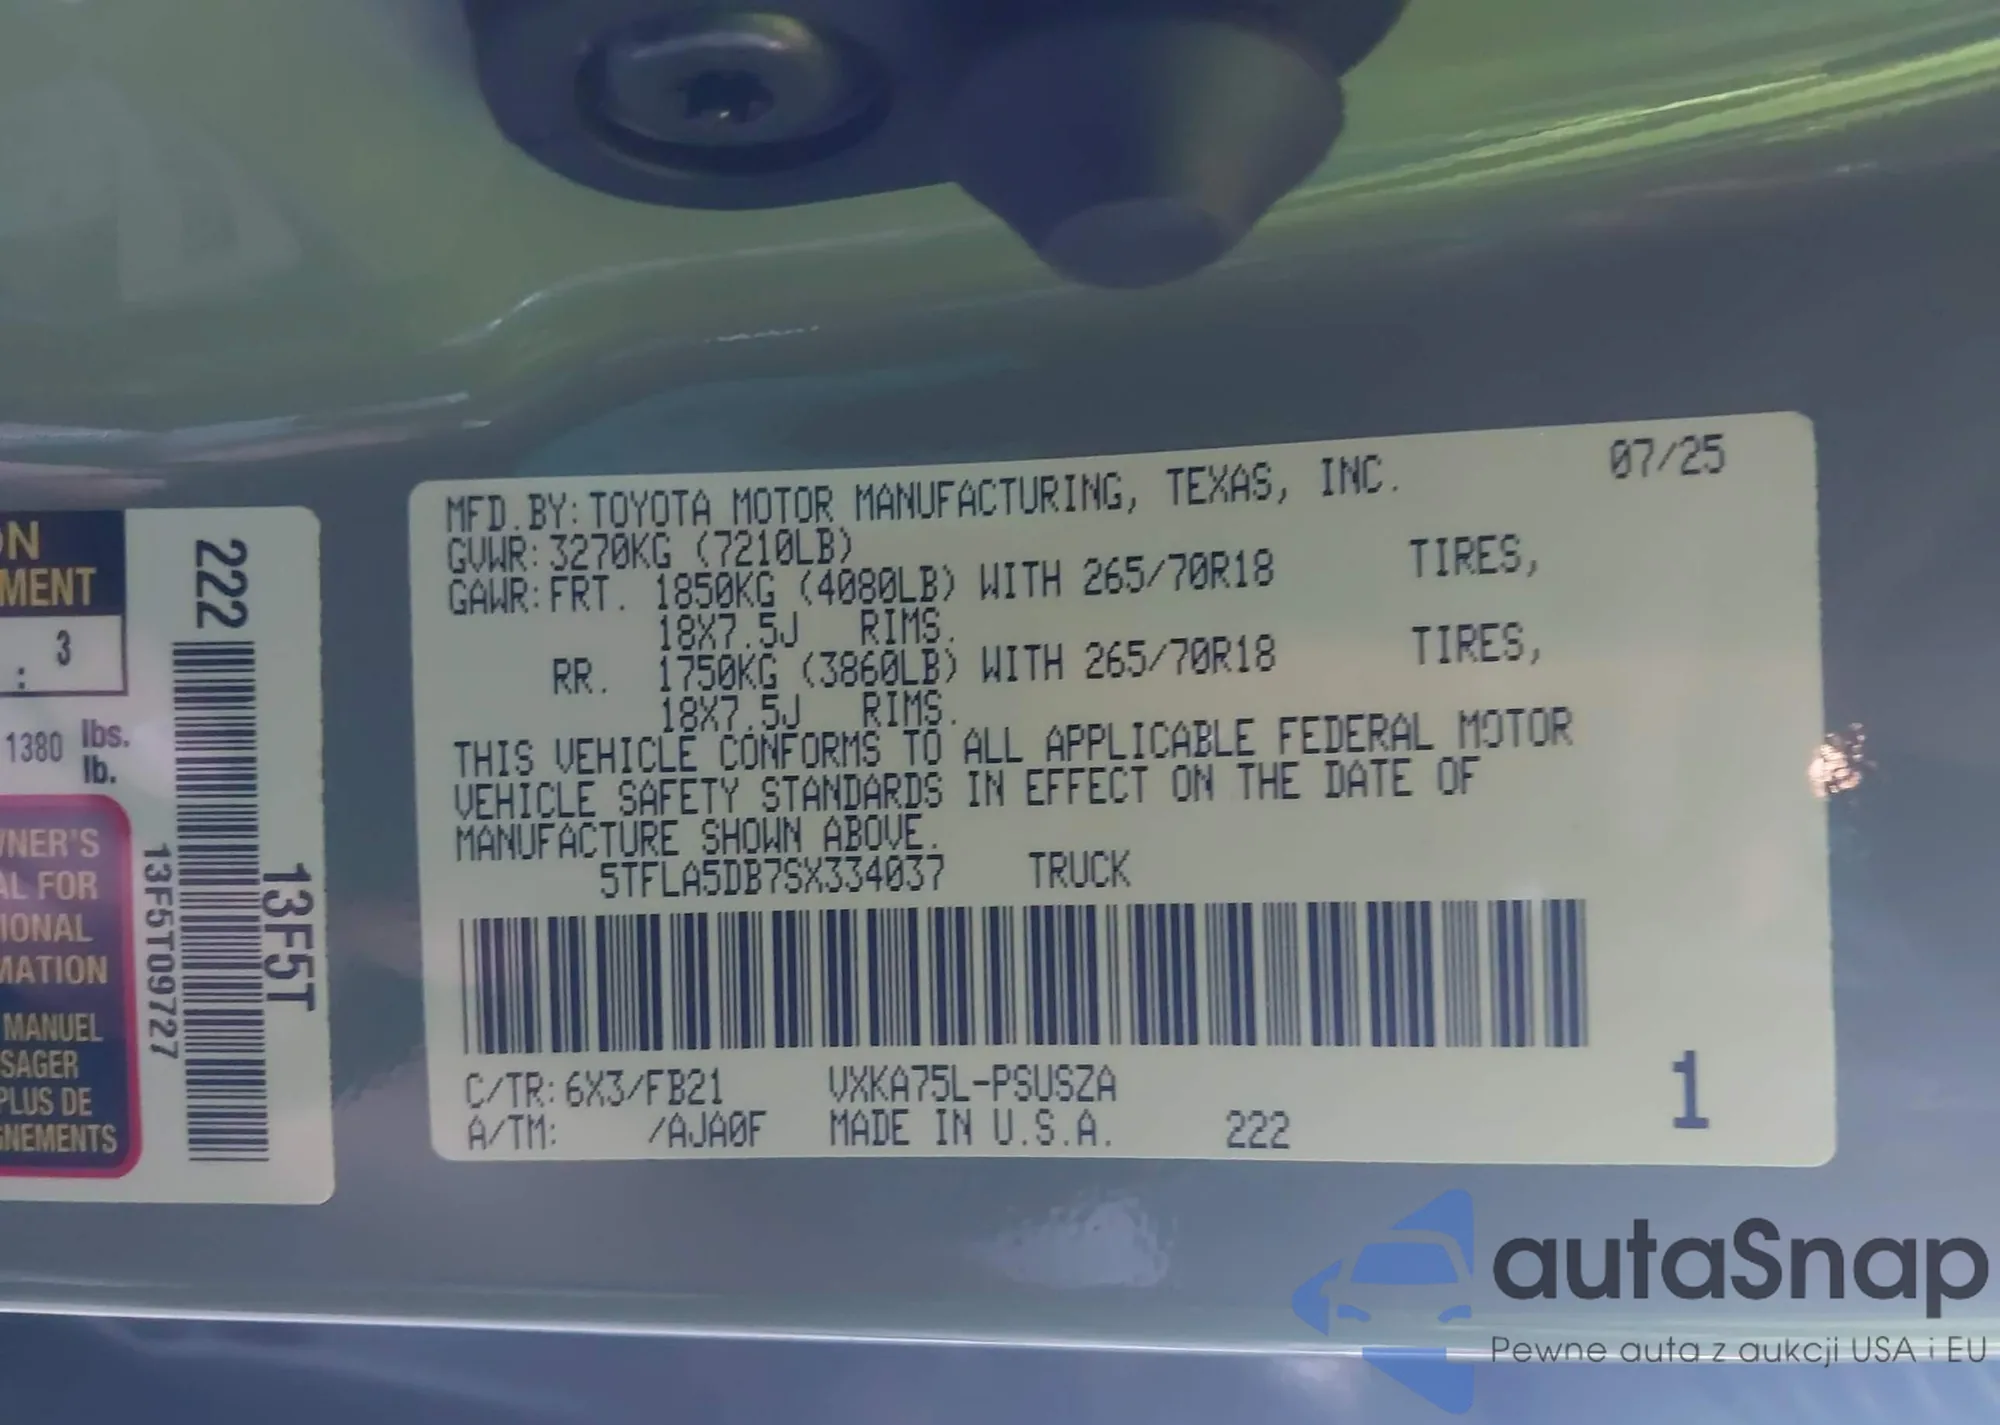 ON
MENT
: 3
1380 lbs.
lb.
WNER'S
AL FOR
IONAL
MATION
MANUEL
SAGER
PLUS DE
GNEMENTS
222
13F5T
13F5T09727
MFD.BY:TOYOTA MOTOR MANUFACTURING, TEXAS, INC. 07/25
GVWR:3270KG (7210LB)
GAWR:FRT. 1850KG (4080LB) WITH 265/70R18 TIRES,
18X7.5J RIMS.
RR. 1750KG (3860LB) WITH 265/70R18 TIRES,
18X7.5J RIMS.
THIS VEHICLE CONFORMS TO ALL APPLICABLE FEDERAL MOTOR
VEHICLE SAFETY STANDARDS IN EFFECT ON THE DATE OF
MANUFACTURE SHOWN ABOVE.
5TFLA5DB7SX334037 TRUCK
C/TR:6X3/FB21 VXKA75L-PSUSZA
A/TM: /AJA0F MADE IN U.S.A. 222
1
autaSnap
Pewne auta z aukcji USA i EU